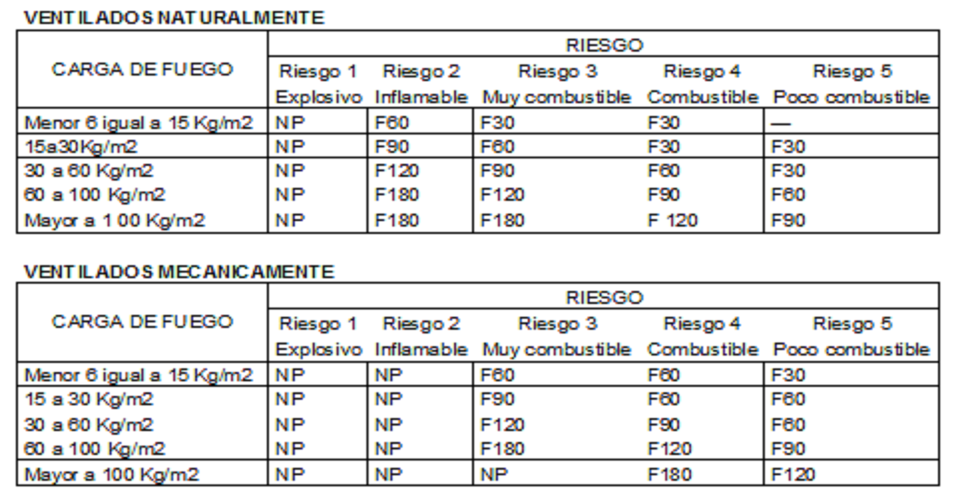 VENTILADOS NATURALMENTE
RIESGO
CARGA DE FUEGO Riesgo 1 Riesgo 2 Riesgo 3 Riesgo 4 Riesgo 5
Explosivo Inflamable Muy combustible Combustible Poco combustible
Menor 6 igual a 15 Kg/m2 NP F60 F30 F30 —
15a30Kg/m2 NP F90 F60 F30 F30
30 a 60 Kg/m2 NP F120 F90 F60 F30
60 a 100 Kg/m2 NP F180 F120 F90 F60
Mayor a 1 00 Kg/m2 NP F180 F180 F 120 F90
VENTILADOS MECANICAMENTE
RIESGO
CARGA DE FUEGO Riesgo 1 Riesgo 2 Riesgo 3 Riesgo 4 Riesgo 5
Explosivo Inflamable Muy combustible Combustible Poco combustible
Menor 6 igual a 15 Kg/m2 NP NP F60 F60 F30
15 a 30 Kg/m2 NP NP F90 F60 F60
30 a 60 Kg/m2 NP NP F120 F90 F60
60 a 100 Kg/m2 NP NP F180 F120 F90
Mayor a 100 Kg/m2 NP NP NP F180 F120